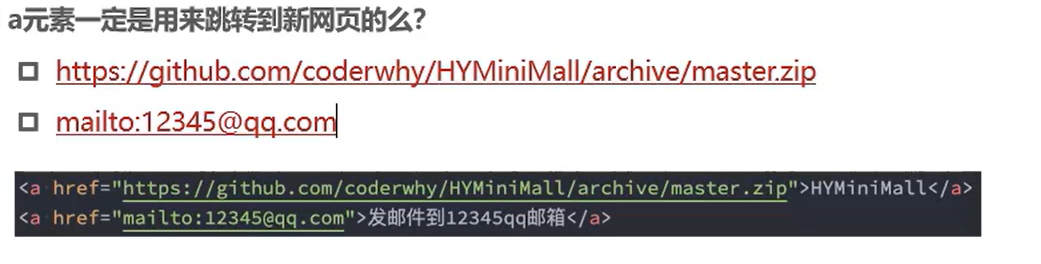 a元素一定是用来跳转到新网页的么?
https://github.com/coderwhy/HYMiniMall/archive/master.zip
mailto:12345@qq.com
<a href="https://github.com/coderwhy/HYMiniMall/archive/master.zip">HYMiniMall</a>
<a href="mailto:12345@qq.com">发邮件到12345qq邮箱</a>